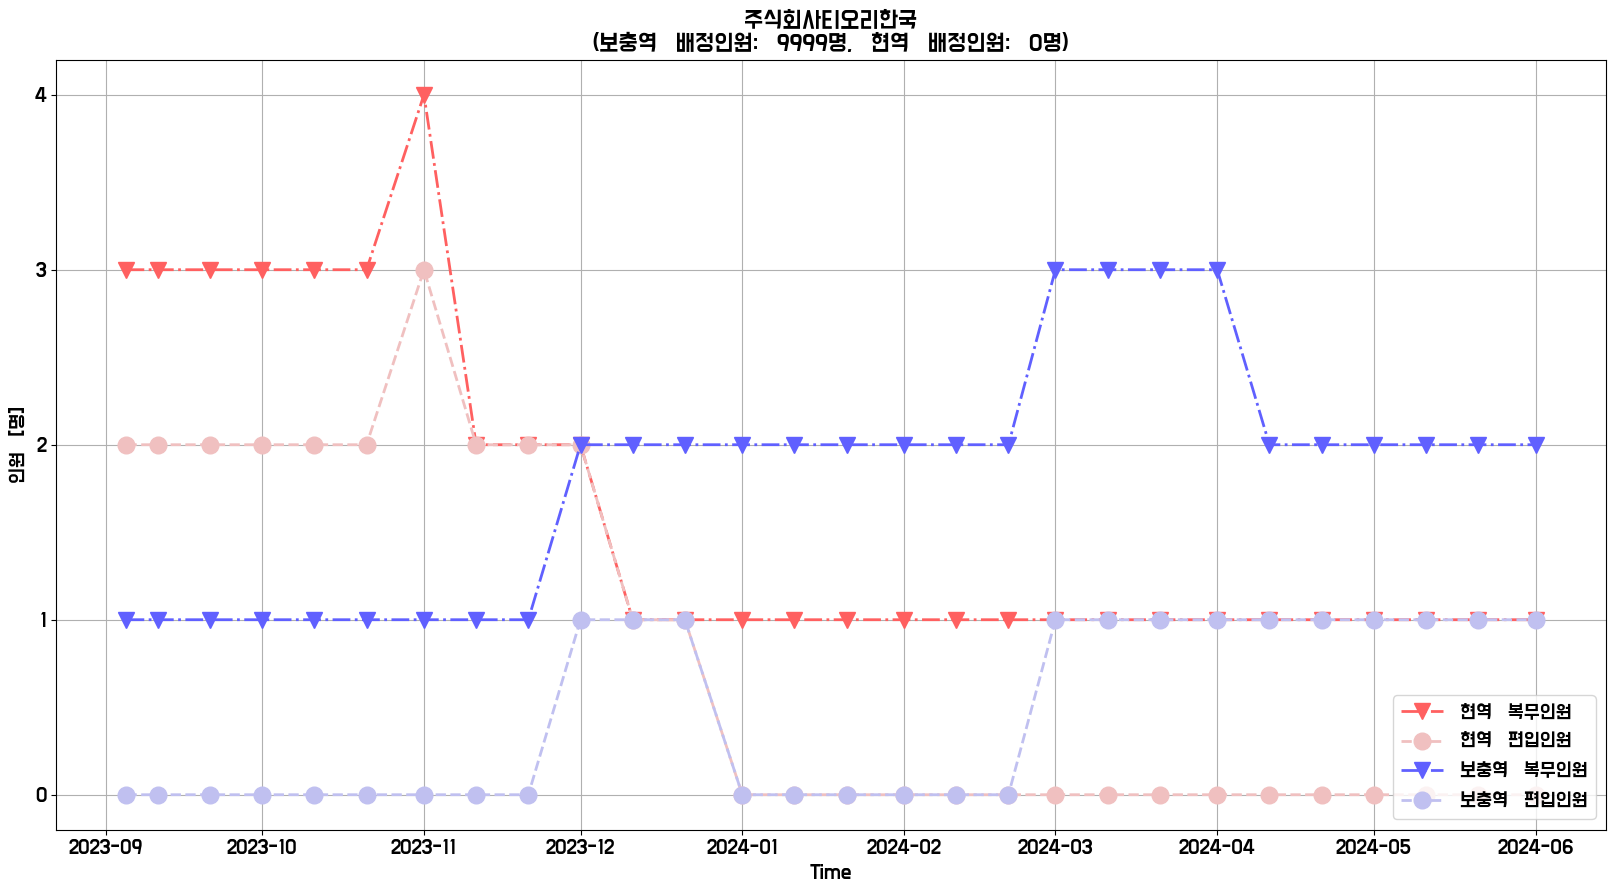 주식회사티오리한국
(보충역 배정인원: 9999명, 현역 배정인원: 0명)
인원 [명]
4
3
2
1
0
2023-09 2023-10 2023-11 2023-12 2024-01 2024-02 2024-03 2024-04 2024-05 2024-06
Time
현역 복무인원
현역 편입인원
보충역 복무인원
보충역 편입인원